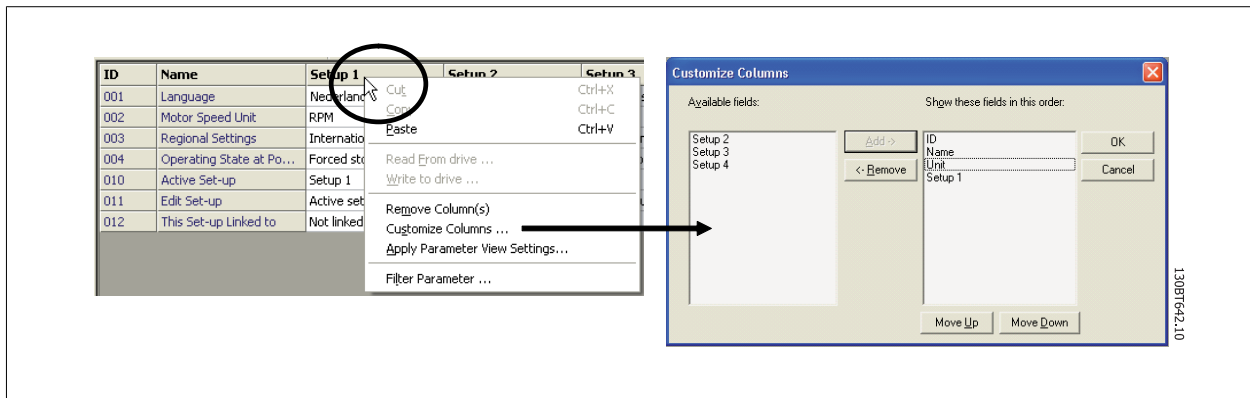 ID Name Setup 1 Setup 2 Setup 3
001 Language
002 Motor Speed Unit RPM
003 Regional Settings
004 Operating State at Po... Forced
010 Active Set-up Setup 1
011 Edit Set-up Active set
012 This Set-up Linked to Not linked
Cut Ctrl+X
Copy Ctrl+C
Paste Ctrl+V
Read From drive ...
Write to drive ...
Remove Column(s)
Customize Columns ...
Apply Parameter View Settings...
Filter Parameter ...
Customize Columns
Available fields:
Setup 2
Setup 3
Setup 4
Add ->
<- Remove
Show these fields in this order:
ID
Name
Unit
Setup 1
OK
Cancel
Move Up Move Down
130BT642.10